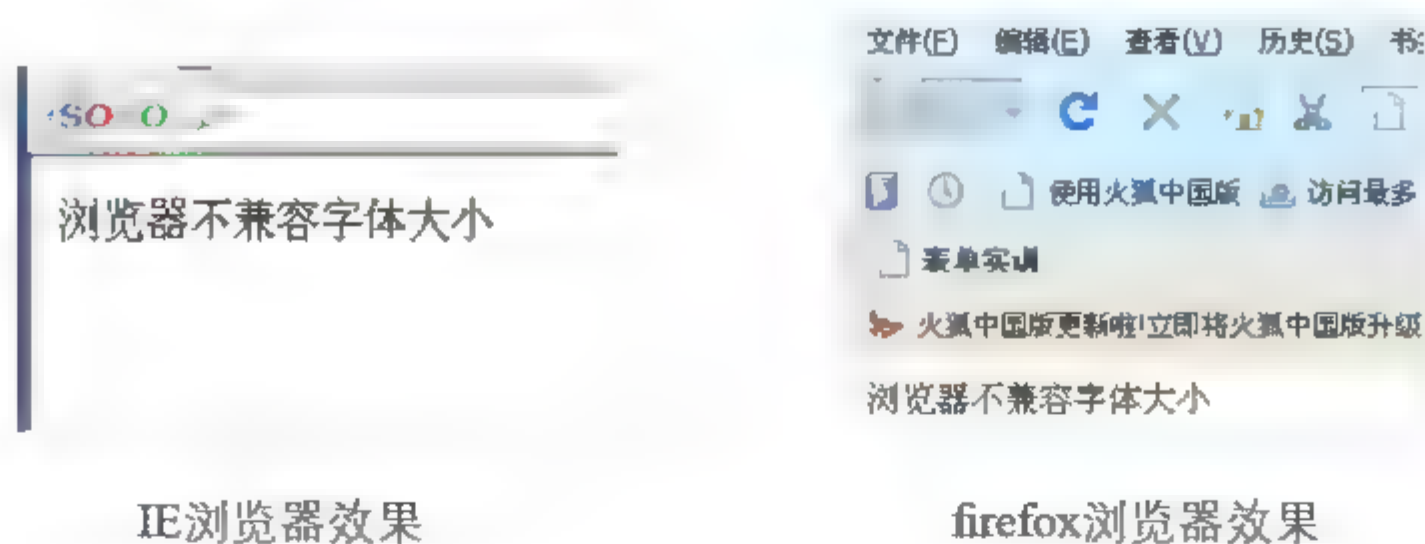 浏览器不兼容字体大小
IE浏览器效果
文件(F) 编辑(E) 查看(V) 历史(S)
使用火狐中国版 访问最多
表单实训
火狐中国版更新啦!立即将火狐中国版升级
浏览器不兼容字体大小
firefox浏览器效果